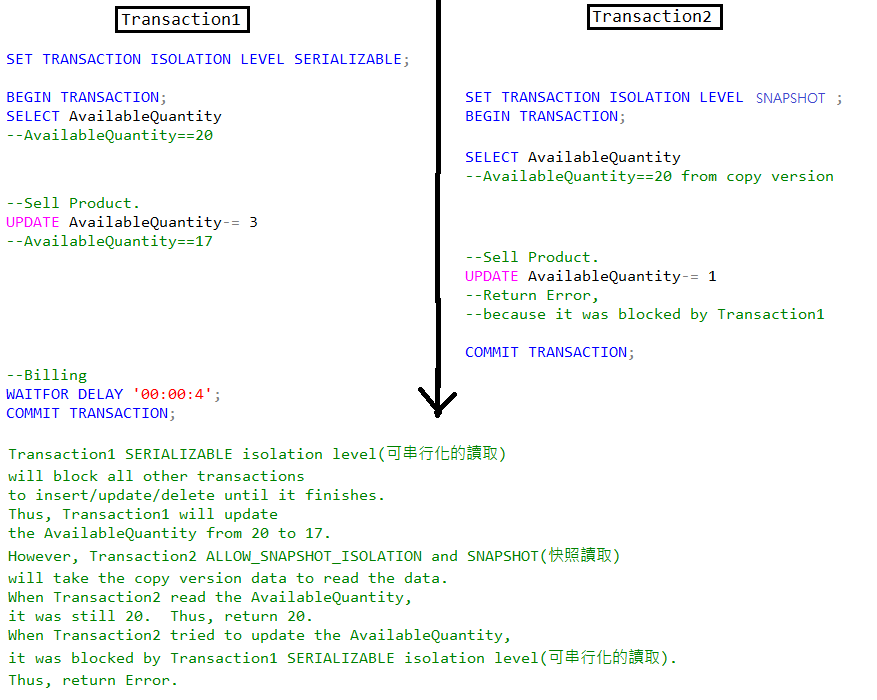 Transaction1
SET TRANSACTION ISOLATION LEVEL SERIALIZABLE;
BEGIN TRANSACTION;
SELECT AvailableQuantity
--AvailableQuantity==20
--Sell Product.
UPDATE AvailableQuantity-= 3
--AvailableQuantity==17
--Billing
WAITFOR DELAY '00:00:4';
COMMIT TRANSACTION;
Transaction2
SET TRANSACTION ISOLATION LEVEL SNAPSHOT ;
BEGIN TRANSACTION;
SELECT AvailableQuantity
--AvailableQuantity==20 from copy version
--Sell Product.
UPDATE AvailableQuantity-= 1
--Return Error,
--because it was blocked by Transaction1
COMMIT TRANSACTION;
Transaction1 SERIALIZABLE isolation level(可串行化的讀取)
will block all other transactions
to insert/update/delete until it finishes.
Thus, Transaction1 will update
the AvailableQuantity from 20 to 17.
However, Transaction2 ALLOW_SNAPSHOT_ISOLATION and SNAPSHOT(快照讀取)
will take the copy version data to read the data.
When Transaction2 read the AvailableQuantity,
it was still 20.  Thus, return 20.
When Transaction2 tried to update the AvailableQuantity,
it was blocked by Transaction1 SERIALIZABLE isolation level(可串行化的讀取).
Thus, return Error.